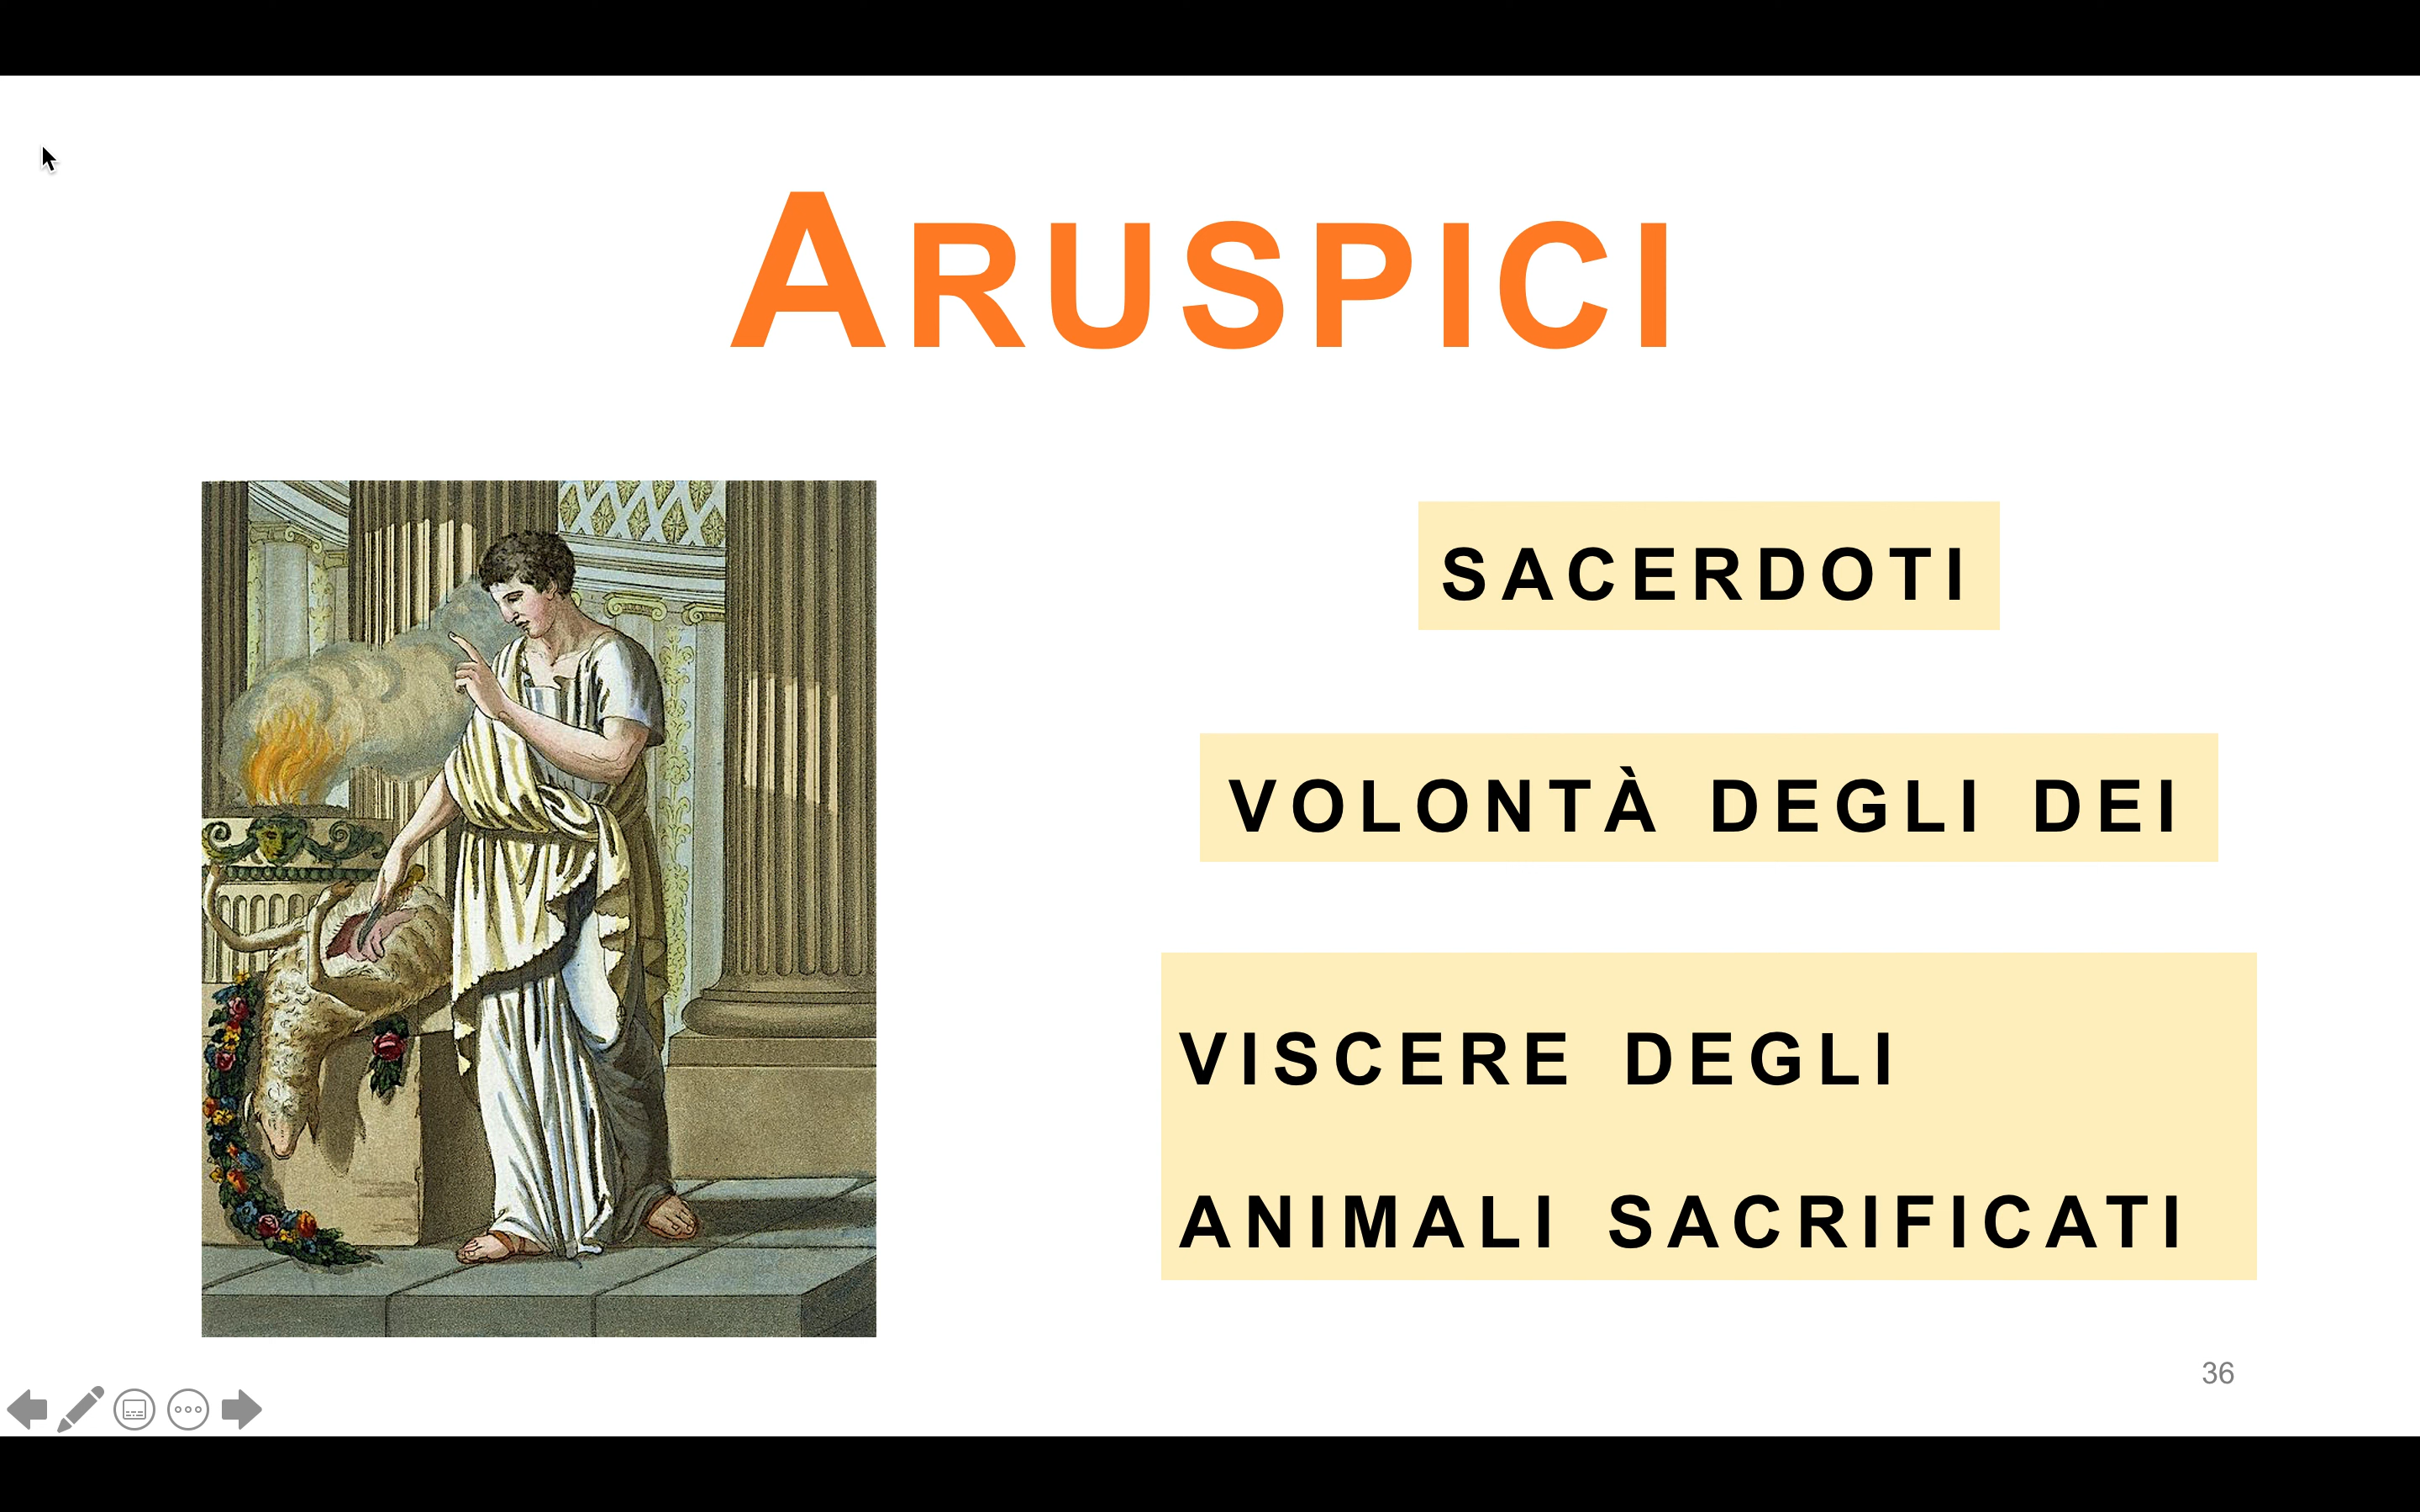 ARUSPICI
SACERDOTI
VOLONTÀ DEGLI DEI
VISCERE DEGLI
ANIMALI SACRIFICATI
36